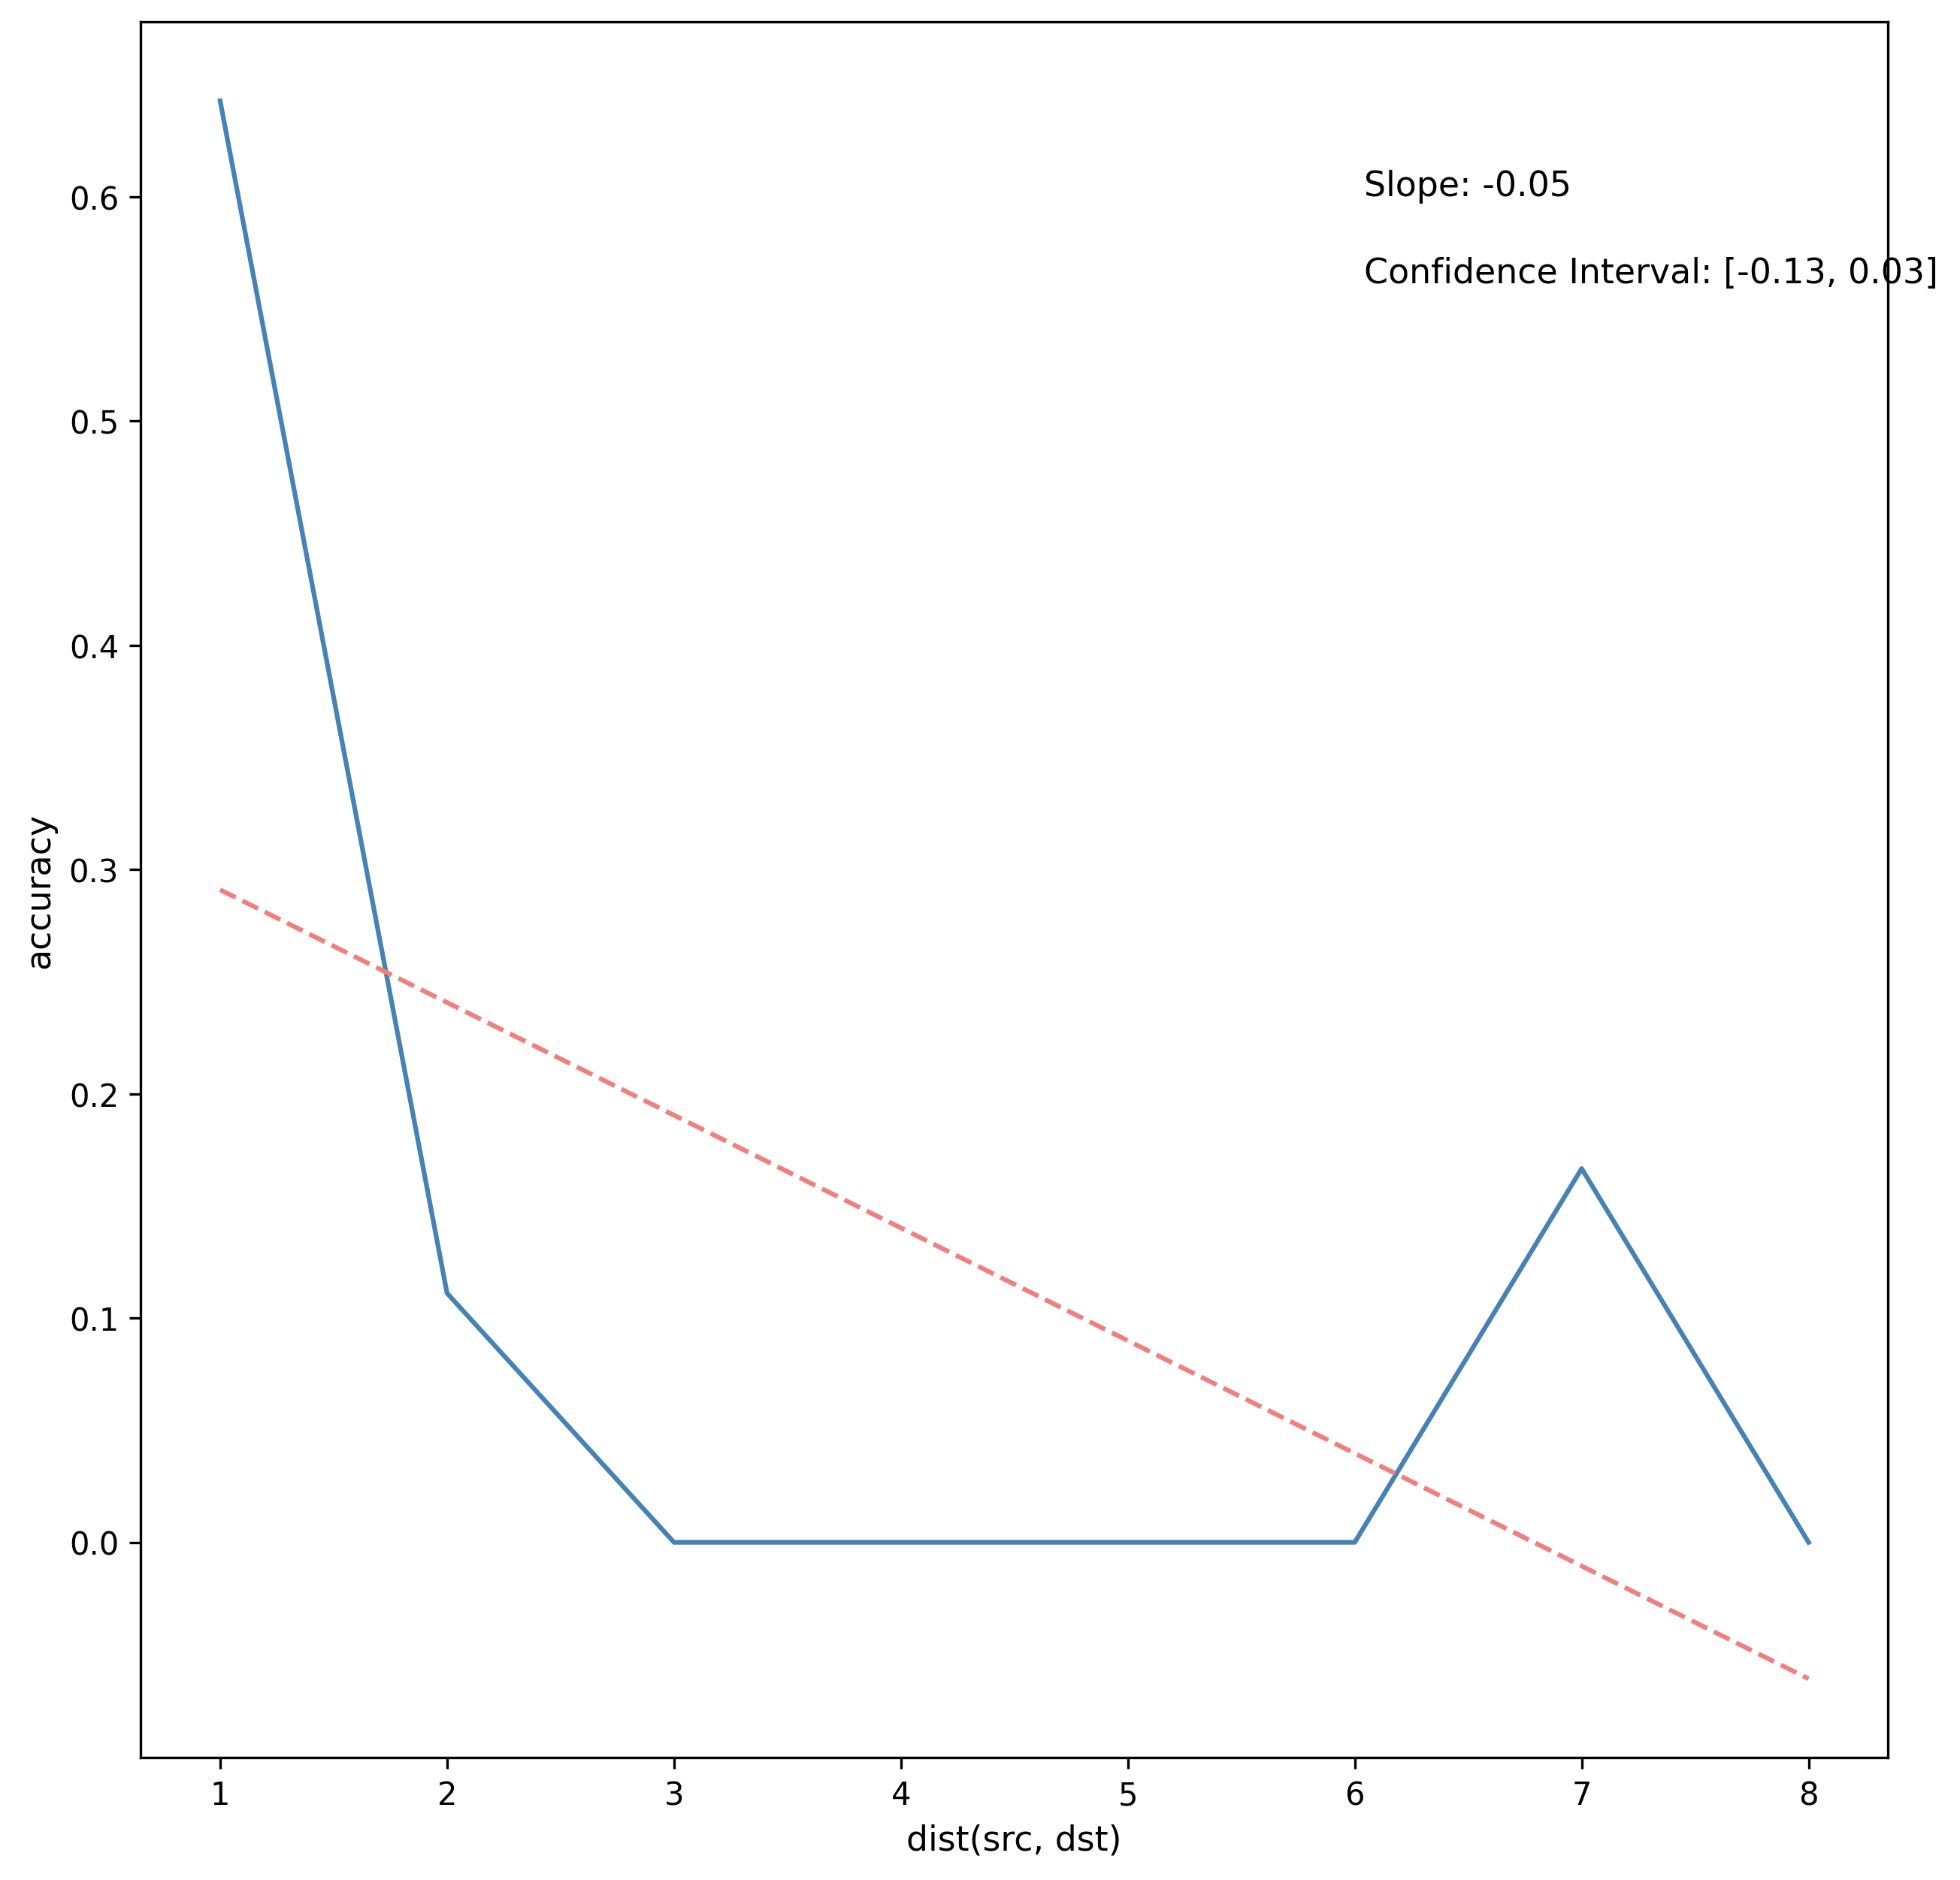 Slope: -0.05
Confidence Interval: [-0.13, 0.03]
accuracy
0.6
0.5
0.4
0.3
0.2
0.1
0.0
1 2 3 4 5 6 7 8
dist(src, dst)